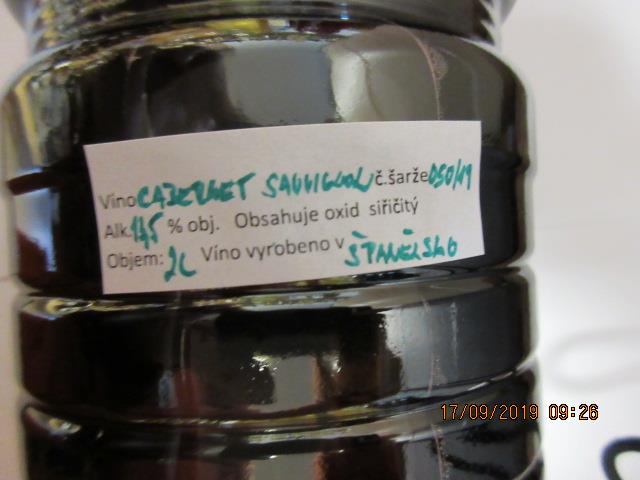 Víno CABERNET SAUVIGNON č.šarže 050/19
Alk. 14,5 % obj. Obsahuje oxid siřičitý
Objem: 2L Víno vyrobeno v ŠPANĚLSKO
17/09/2019 09:26